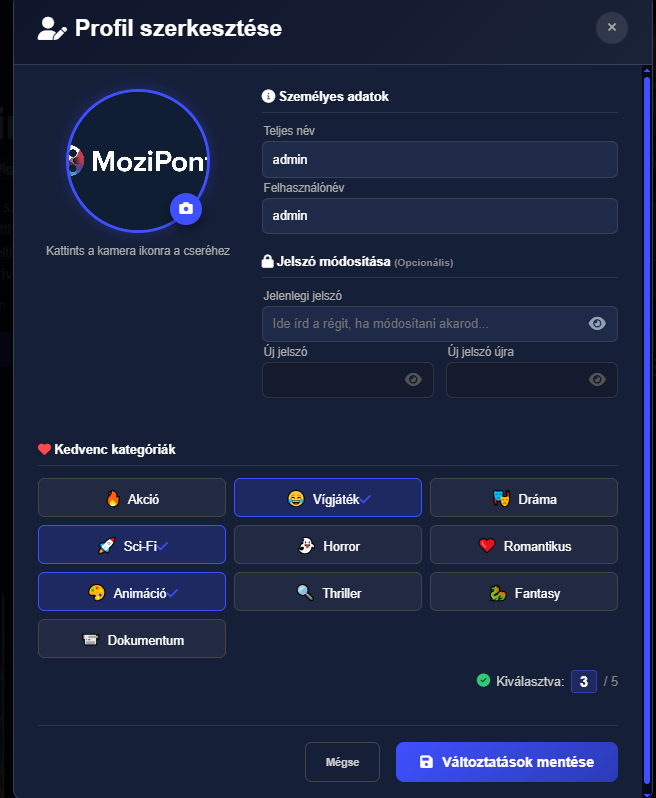 Profil szerkesztése
MoziPon
Kattints a kamera ikonra a cseréhez
Személyes adatok
Teljes név
admin
Felhasználónév
admin
Jelszó módosítása (Opcionális)
Jelenlegi jelszó
Ide írd a régit, ha módosítani akarod...
Új jelszó
Új jelszó újra
Kedvenc kategóriák
Akció
Vígjáték
Dráma
Sci-Fi
Horror
Romantikus
Animáció
Thriller
Fantasy
Dokumentum
Kiválasztva: 3 / 5
Mégse
Változtatások mentése